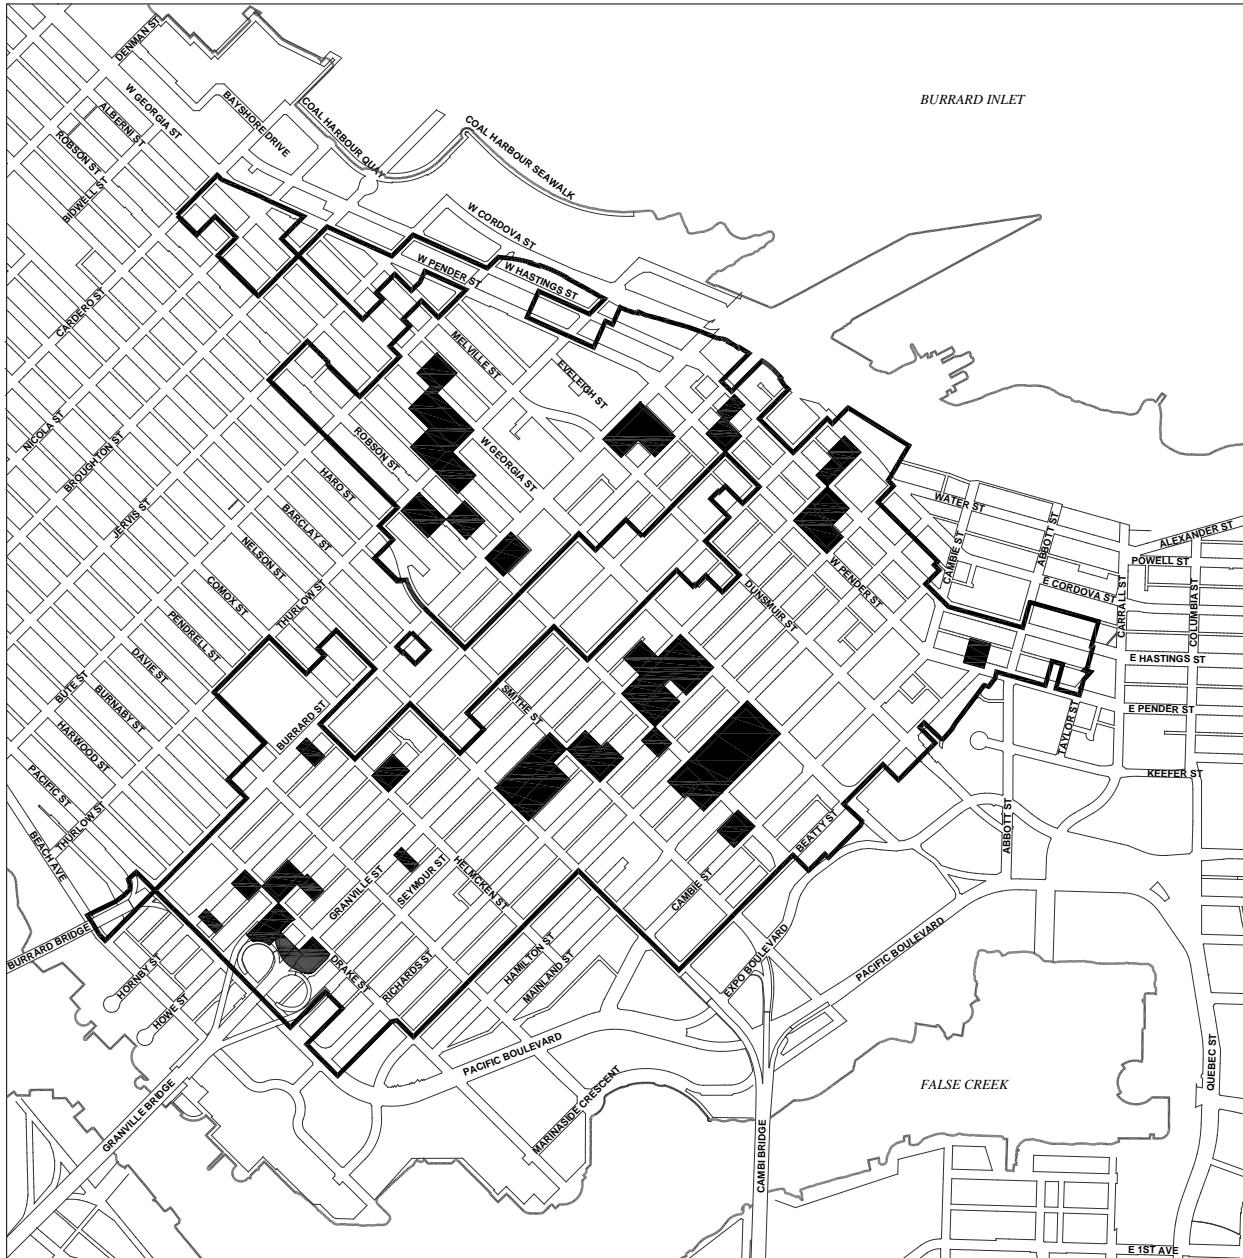 DENMAN ST
W GEORGIA ST
ALBERNI ST
ROBSON ST
BIDWELL ST
BAYSHORE DRIVE
COAL HARBOUR QUAY
COAL HARBOUR SEAWALK
BURRARD INLET
W CORDOVA ST
W PENDER ST
W HASTINGS ST
CARDERO ST
MELVILLE ST
EVELEIGH ST
NICOLA ST
BROUGHTON ST
ROBSON ST
W GEORGIA ST
HARO ST
JERVIS ST
BARCLAY ST
NELSON ST
COMOX ST
THURLOW ST
PENDRELL ST
DAVIE ST
BUTE ST
BURNABY ST
HARWOOD ST
BURRARD ST
PACIFIC ST
THURLOW ST
BEACH AVE
WATER ST
CAMBIE ST
ABBOTT ST
ALEXANDER ST
POWELL ST
E CORDOVA ST
CARRALL ST
COLUMBIA ST
W PENDER ST
DUNSMUIR ST
E HASTINGS ST
E PENDER ST
TAYLOR ST
KEEFER ST
SMITHE ST
ABBOTT ST
BEATTY ST
CAMBIE ST
HELMCKEN ST
SEYMOUR ST
GRANVILLE ST
BURRARD BRIDGE
HORNBY ST
HOWE ST
DRAKE ST
RICHARDS ST
HAMILTON ST
MAINLAND ST
EXPO BOULEVARD
PACIFIC BOULEVARD
PACIFIC BOULEVARD
MARINASIDE CRESCENT
GRANVILLE BRIDGE
CAMBI BRIDGE
FALSE CREEK
QUEBEC ST
E 1ST AVE